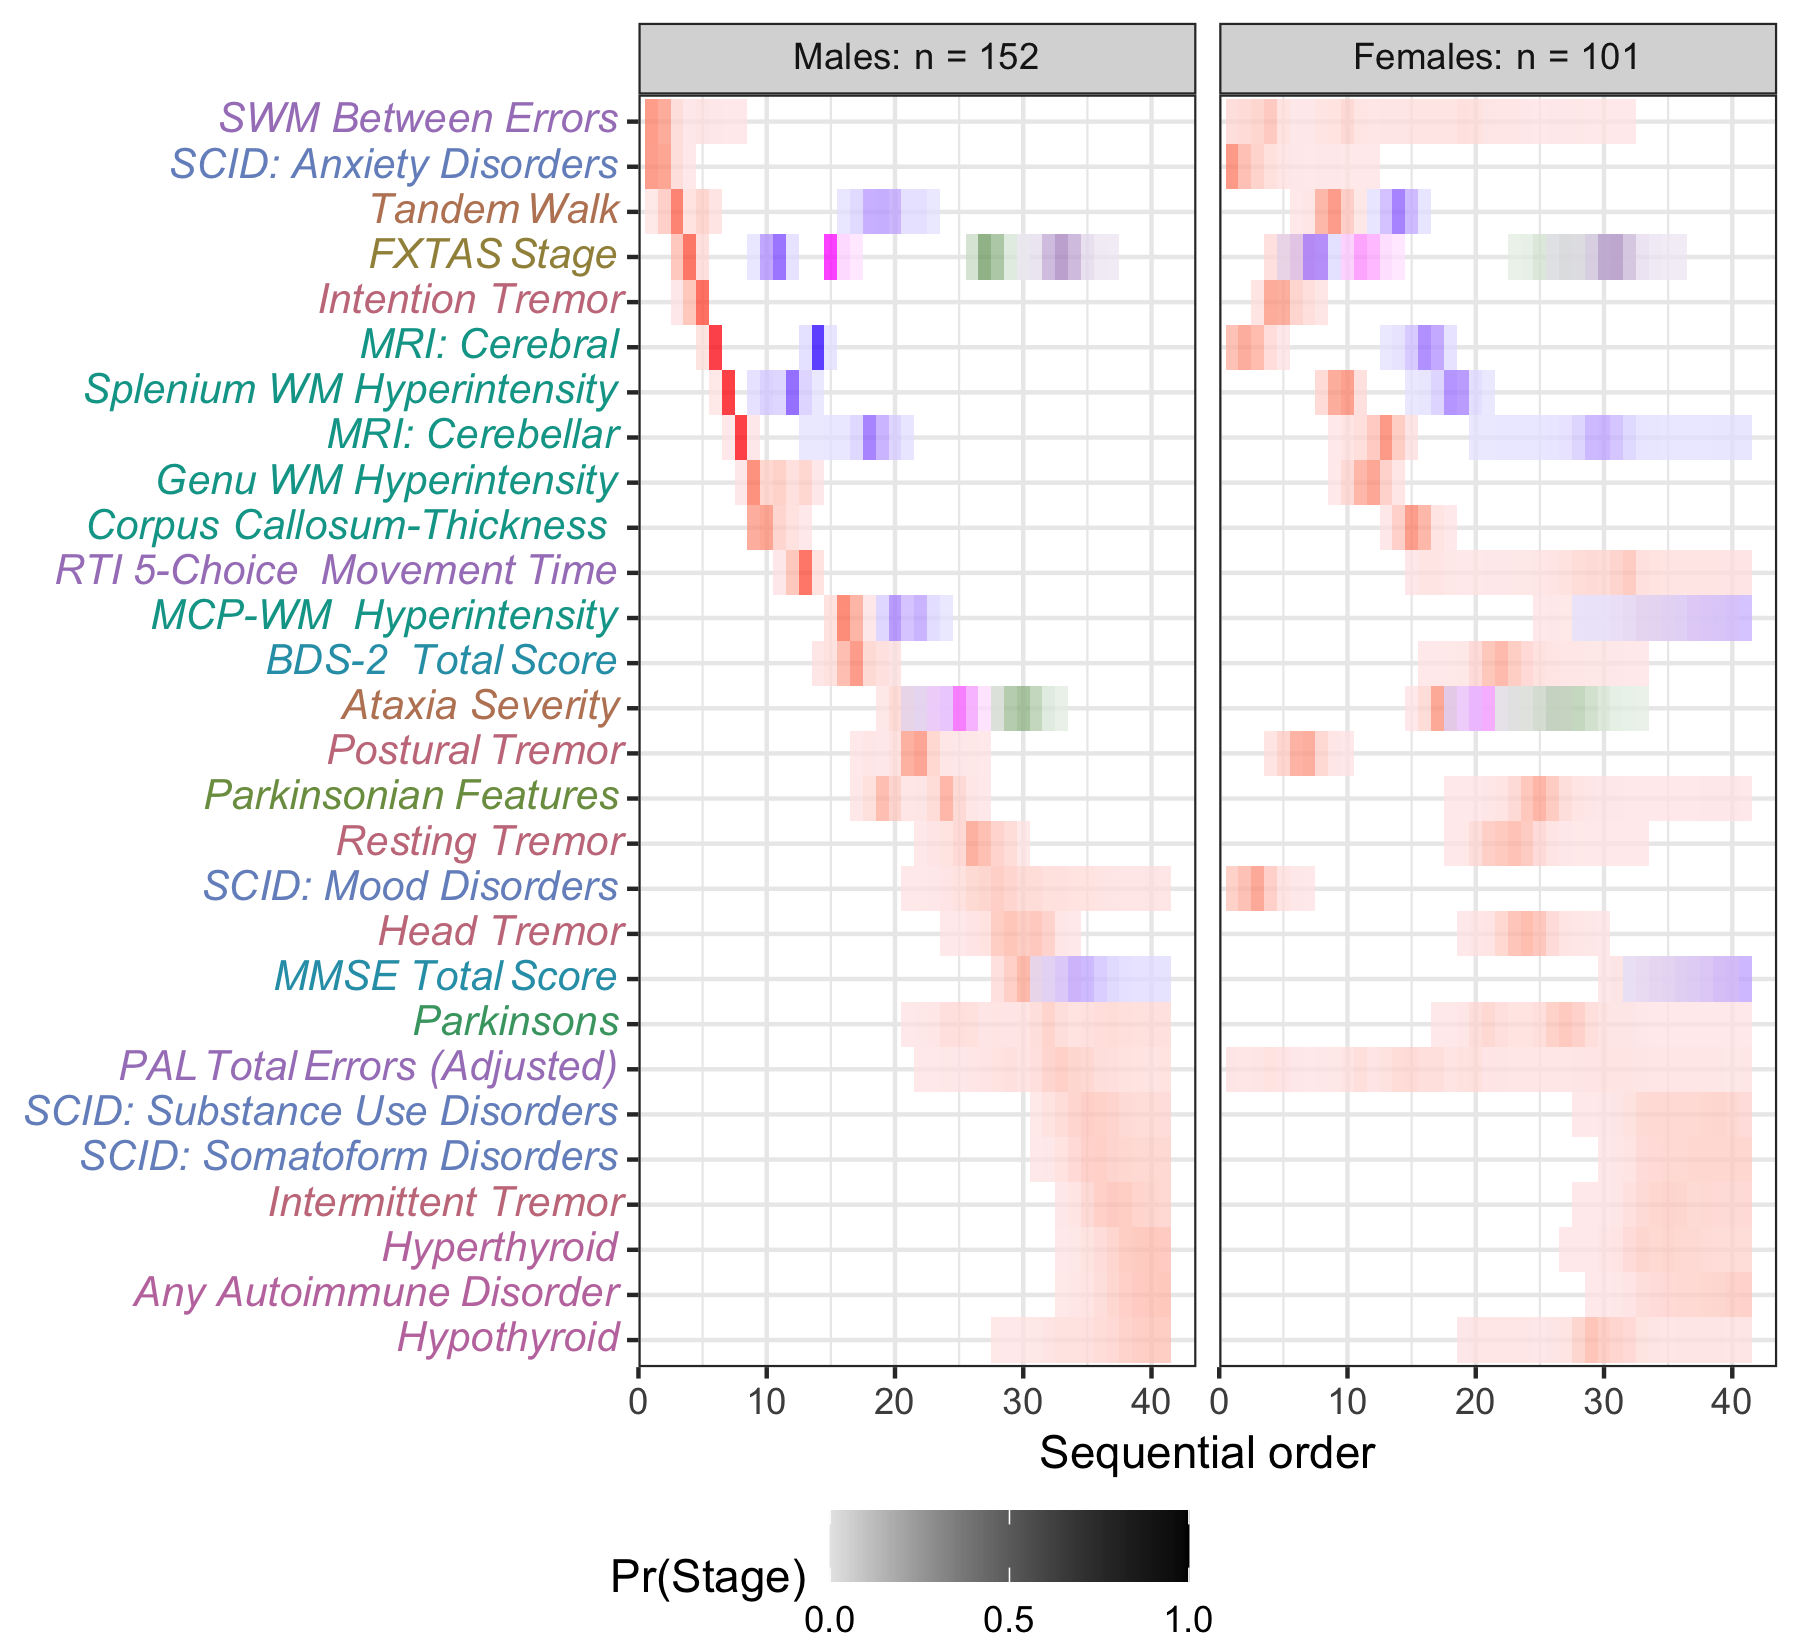 Males: n = 152
Females: n = 101
SWM Between Errors
SCID: Anxiety Disorders
Tandem Walk
FXTAS Stage
Intention Tremor
MRI: Cerebral
Splenium WM Hyperintensity
MRI: Cerebellar
Genu WM Hyperintensity
Corpus Callosum-Thickness
RTI 5-Choice Movement Time
MCP-WM Hyperintensity
BDS-2 Total Score
Ataxia Severity
Postural Tremor
Parkinsonian Features
Resting Tremor
SCID: Mood Disorders
Head Tremor
MMSE Total Score
Parkinsons
PAL Total Errors (Adjusted)
SCID: Substance Use Disorders
SCID: Somatoform Disorders
Intermittent Tremor
Hyperthyroid
Any Autoimmune Disorder
Hypothyroid
0 10 20 30 40 0 10 20 30 40
Sequential order
Pr(Stage)
0.0 0.5 1.0